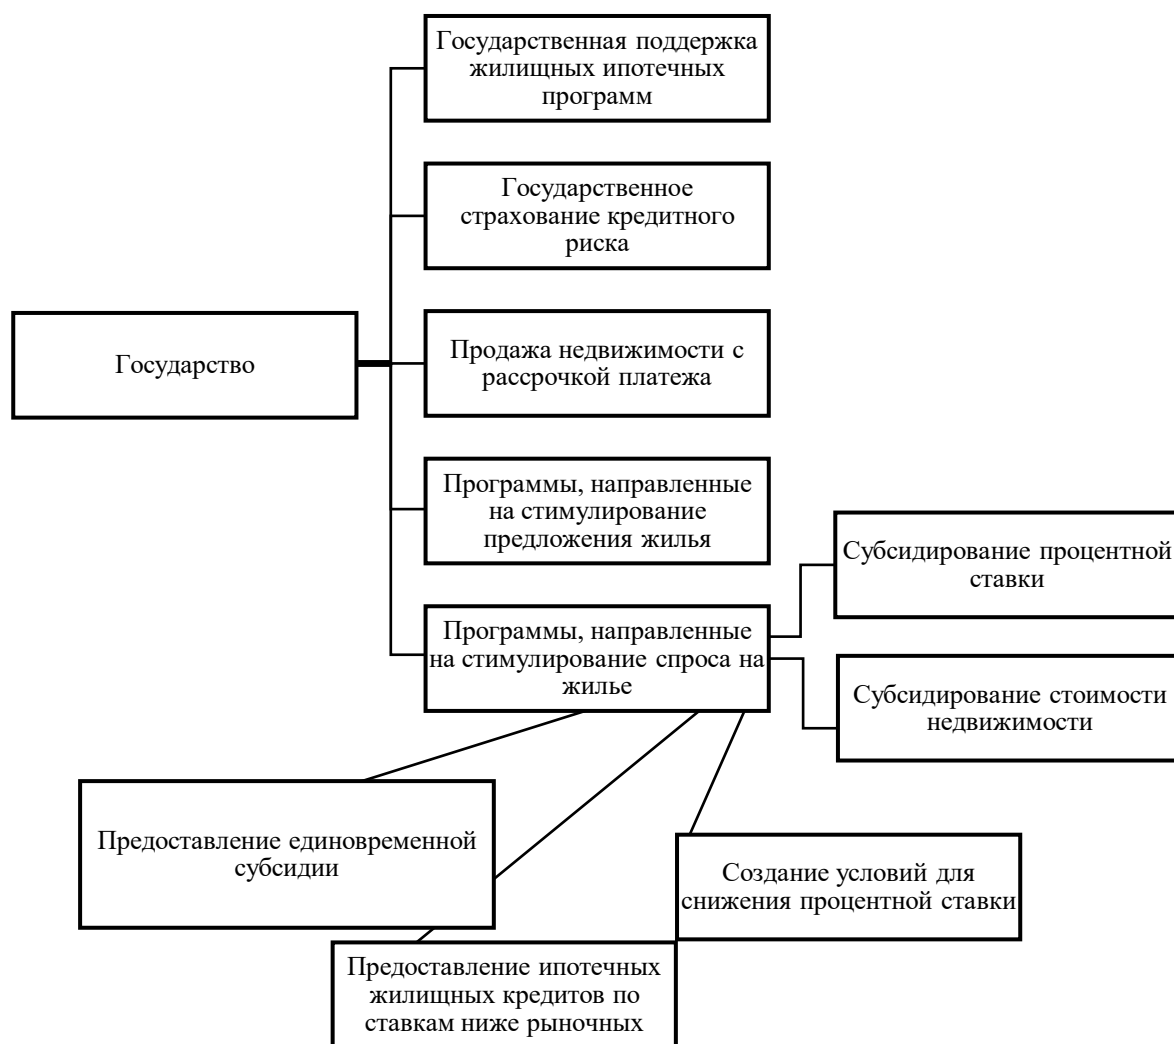 Государственная поддержка
жилищных ипотечных
программ
Государственное
страхование кредитного
риска
Государство
Продажа недвижимости с
рассрочкой платежа
Программы, направленные
на стимулирование
предложения жилья
Субсидирование процентной
ставки
Программы, направленные
на стимулирование спроса на
жилье
Субсидирование стоимости
недвижимости
Предоставление единовременной
субсидии
Создание условий для
снижения процентной ставки
Предоставление ипотечных
жилищных кредитов по
ставкам ниже рыночных